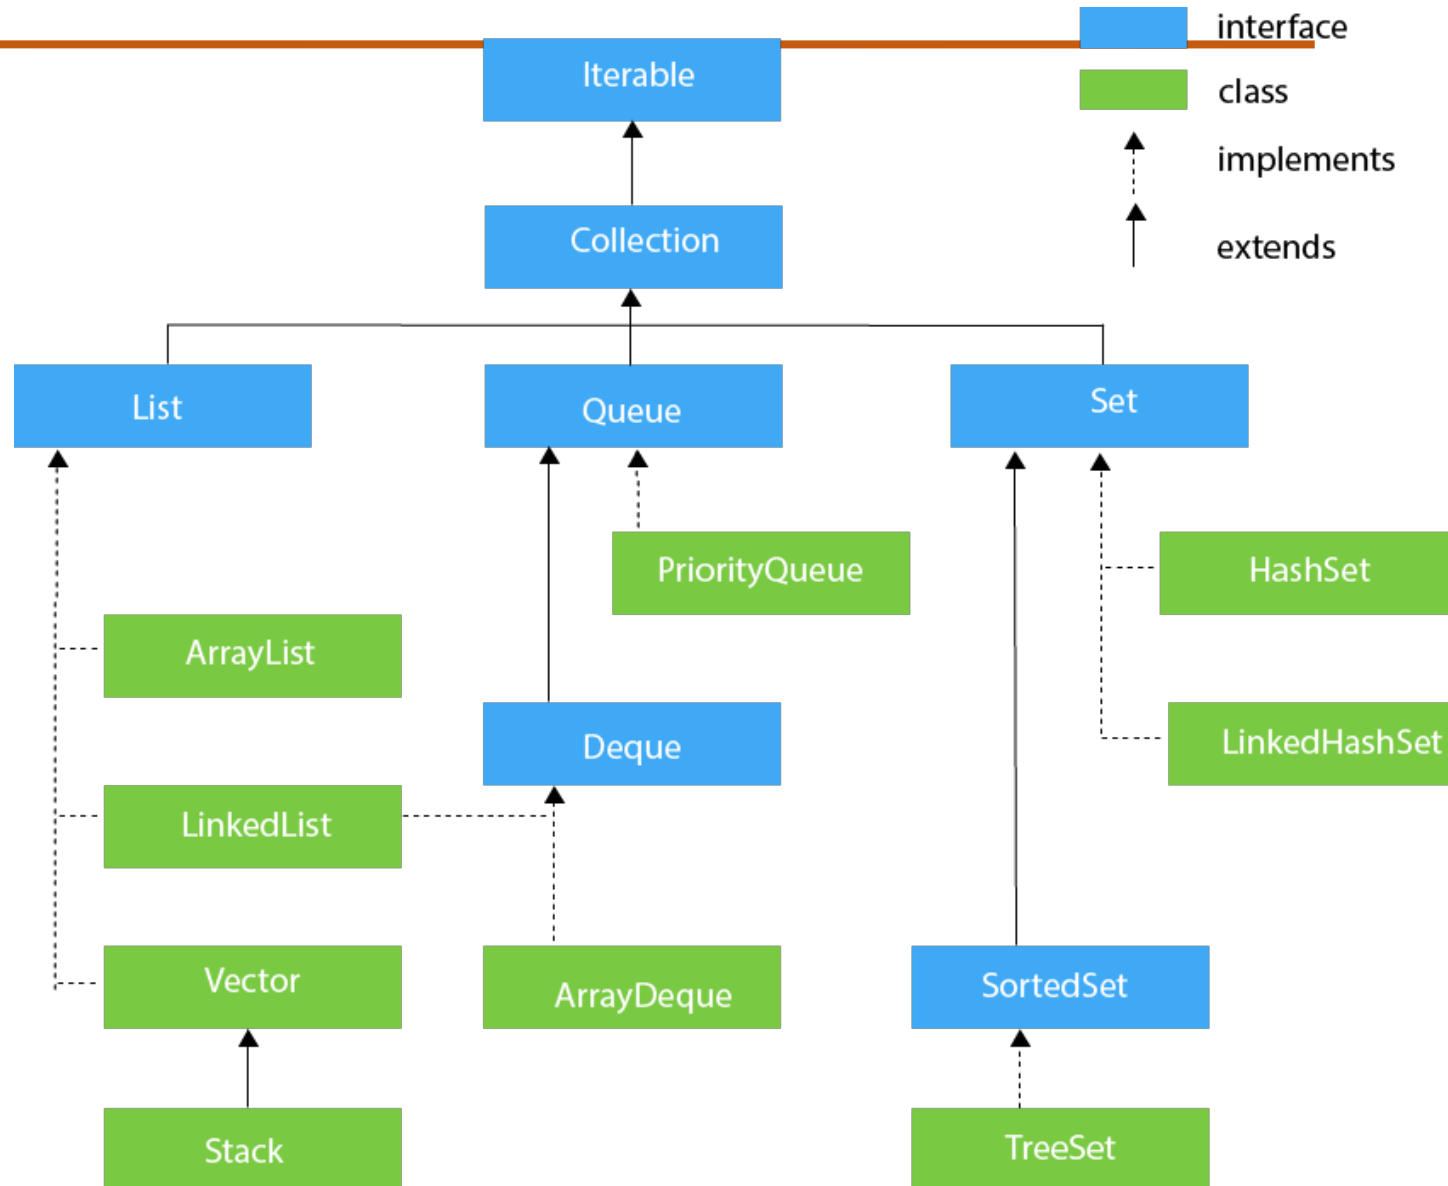 interface
Iterable
class
implements
Collection
extends
List
Queue
Set
PriorityQueue
HashSet
ArrayList
Deque
LinkedHashSet
LinkedList
Vector
ArrayDeque
SortedSet
Stack
TreeSet